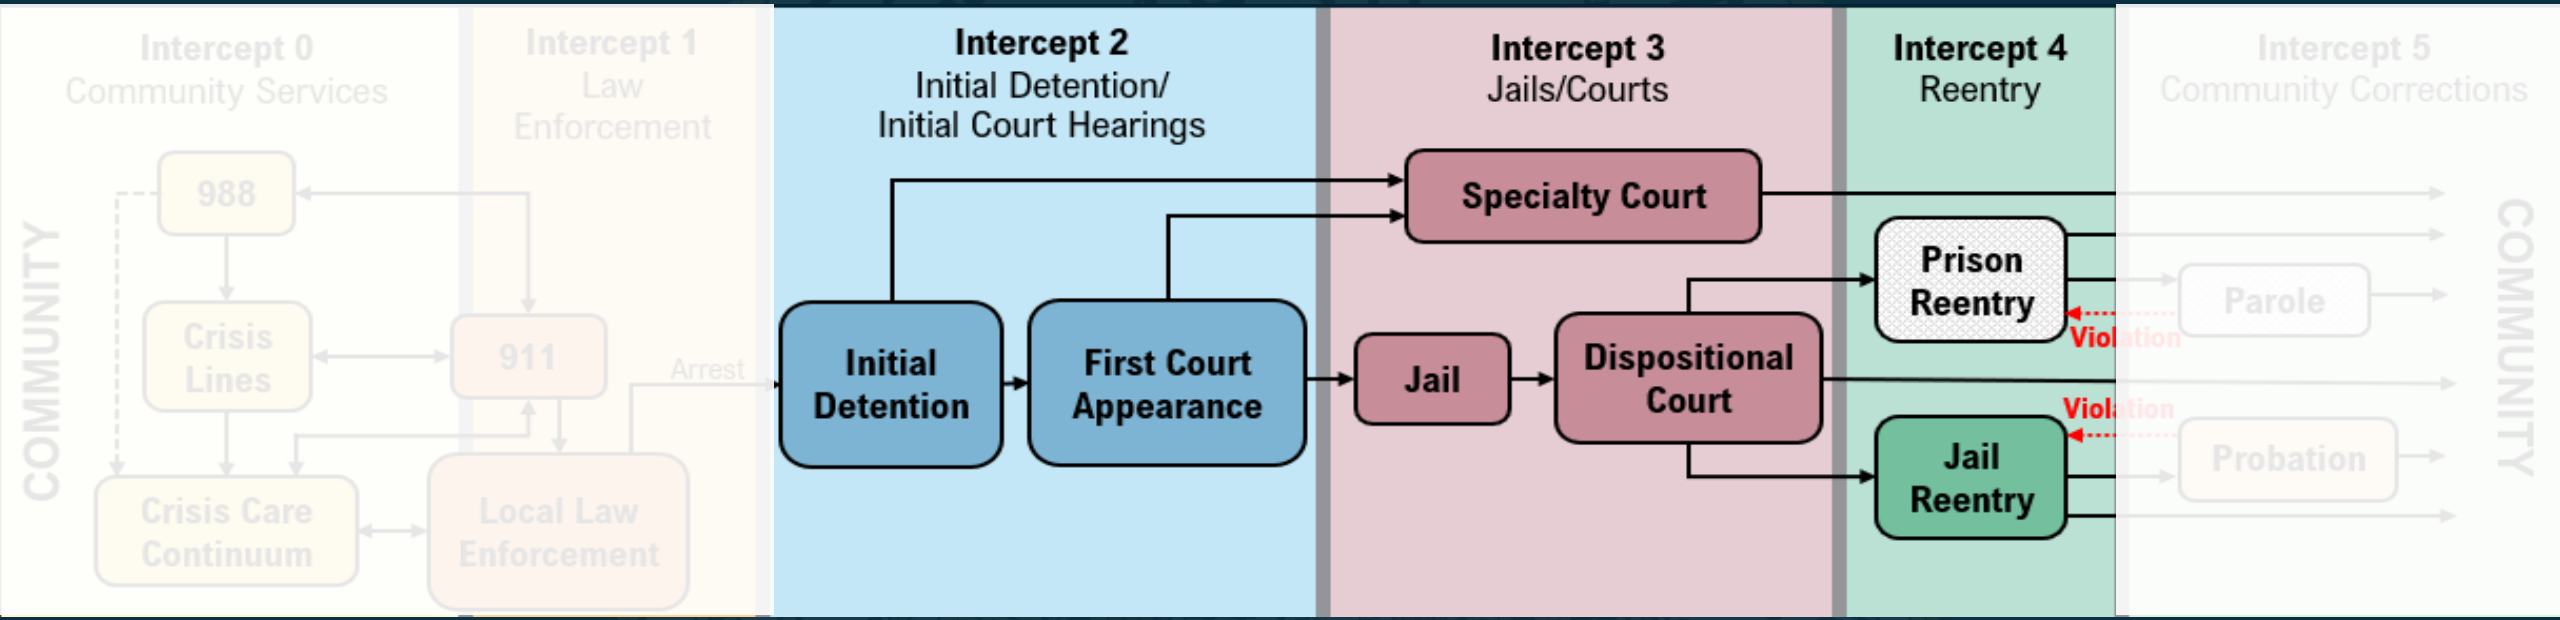 Intercept 0
Community Services
Intercept 1
Law
Enforcement
Intercept 2
Initial Detention/
Initial Court Hearings
Intercept 3
Jails/Courts
Intercept 4
Reentry
Intercept 5
Community Corrections
COMMUNITY
988
Crisis
Lines
Crisis Care
Continuum
911
Local Law
Enforcement
Arrest
Initial
Detention
First Court
Appearance
Specialty Court
Jail
Dispositional
Court
Prison
Reentry
Violation
Parole
Violation
Jail
Reentry
Probation
COMMUNITY